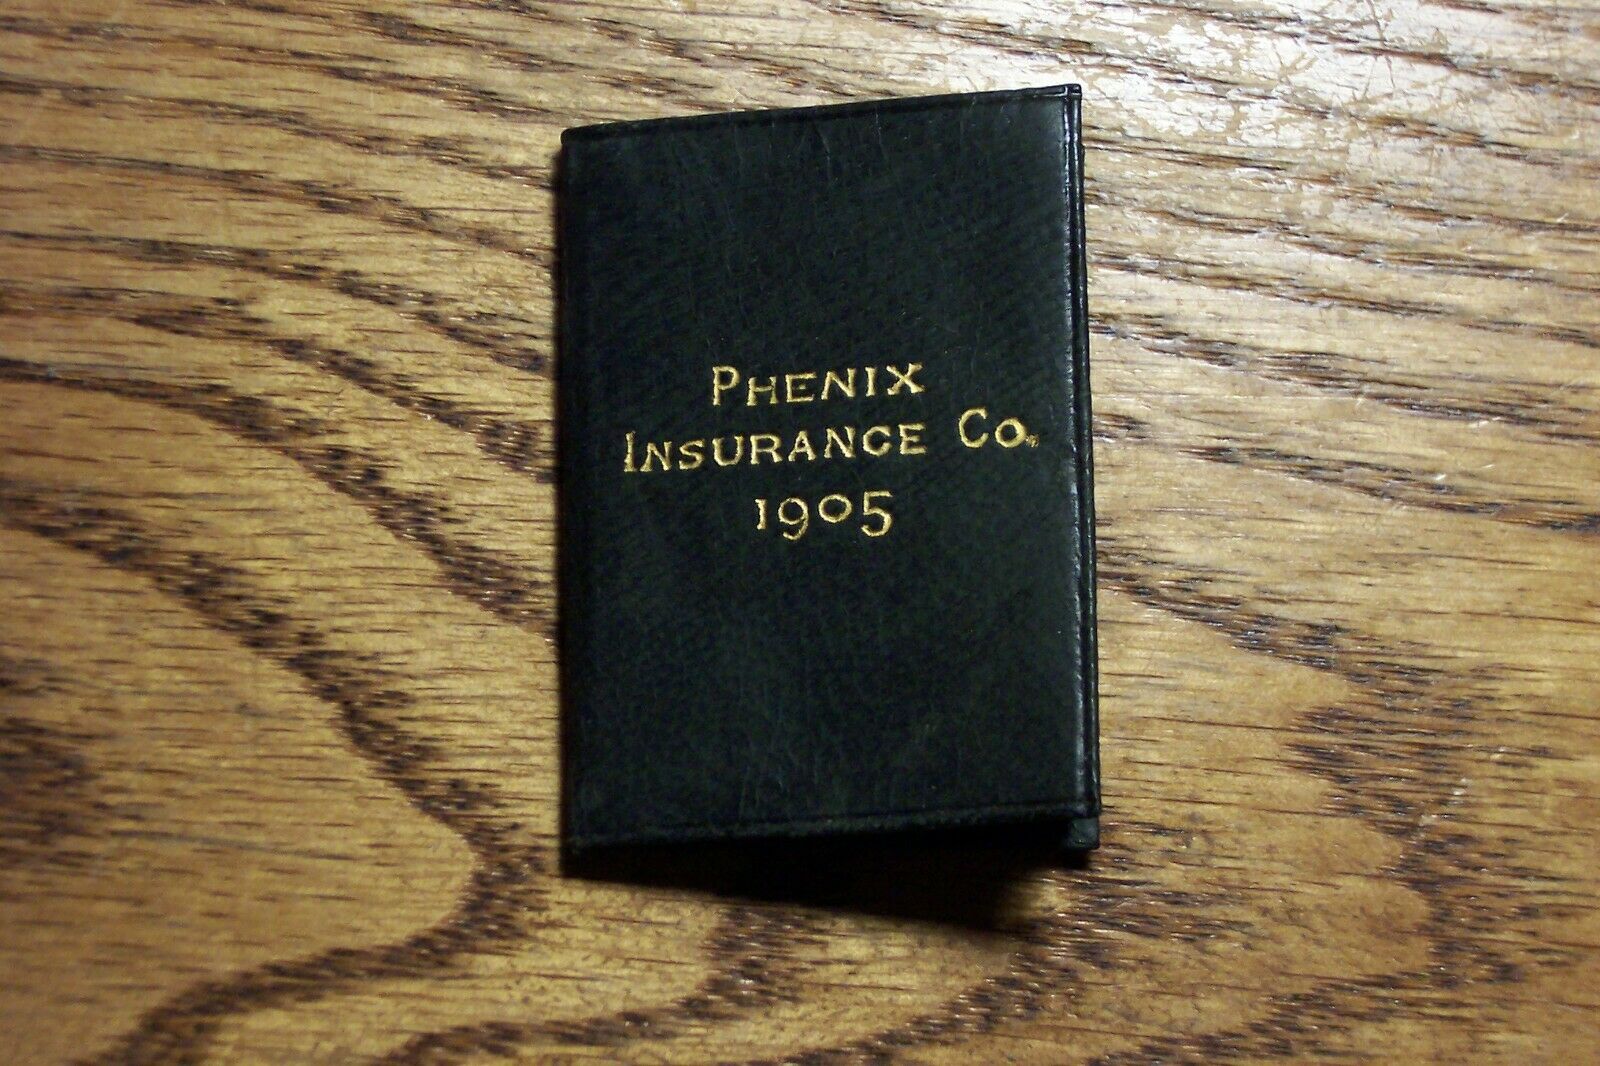 PHENIX
INSURANCE CO.
1905